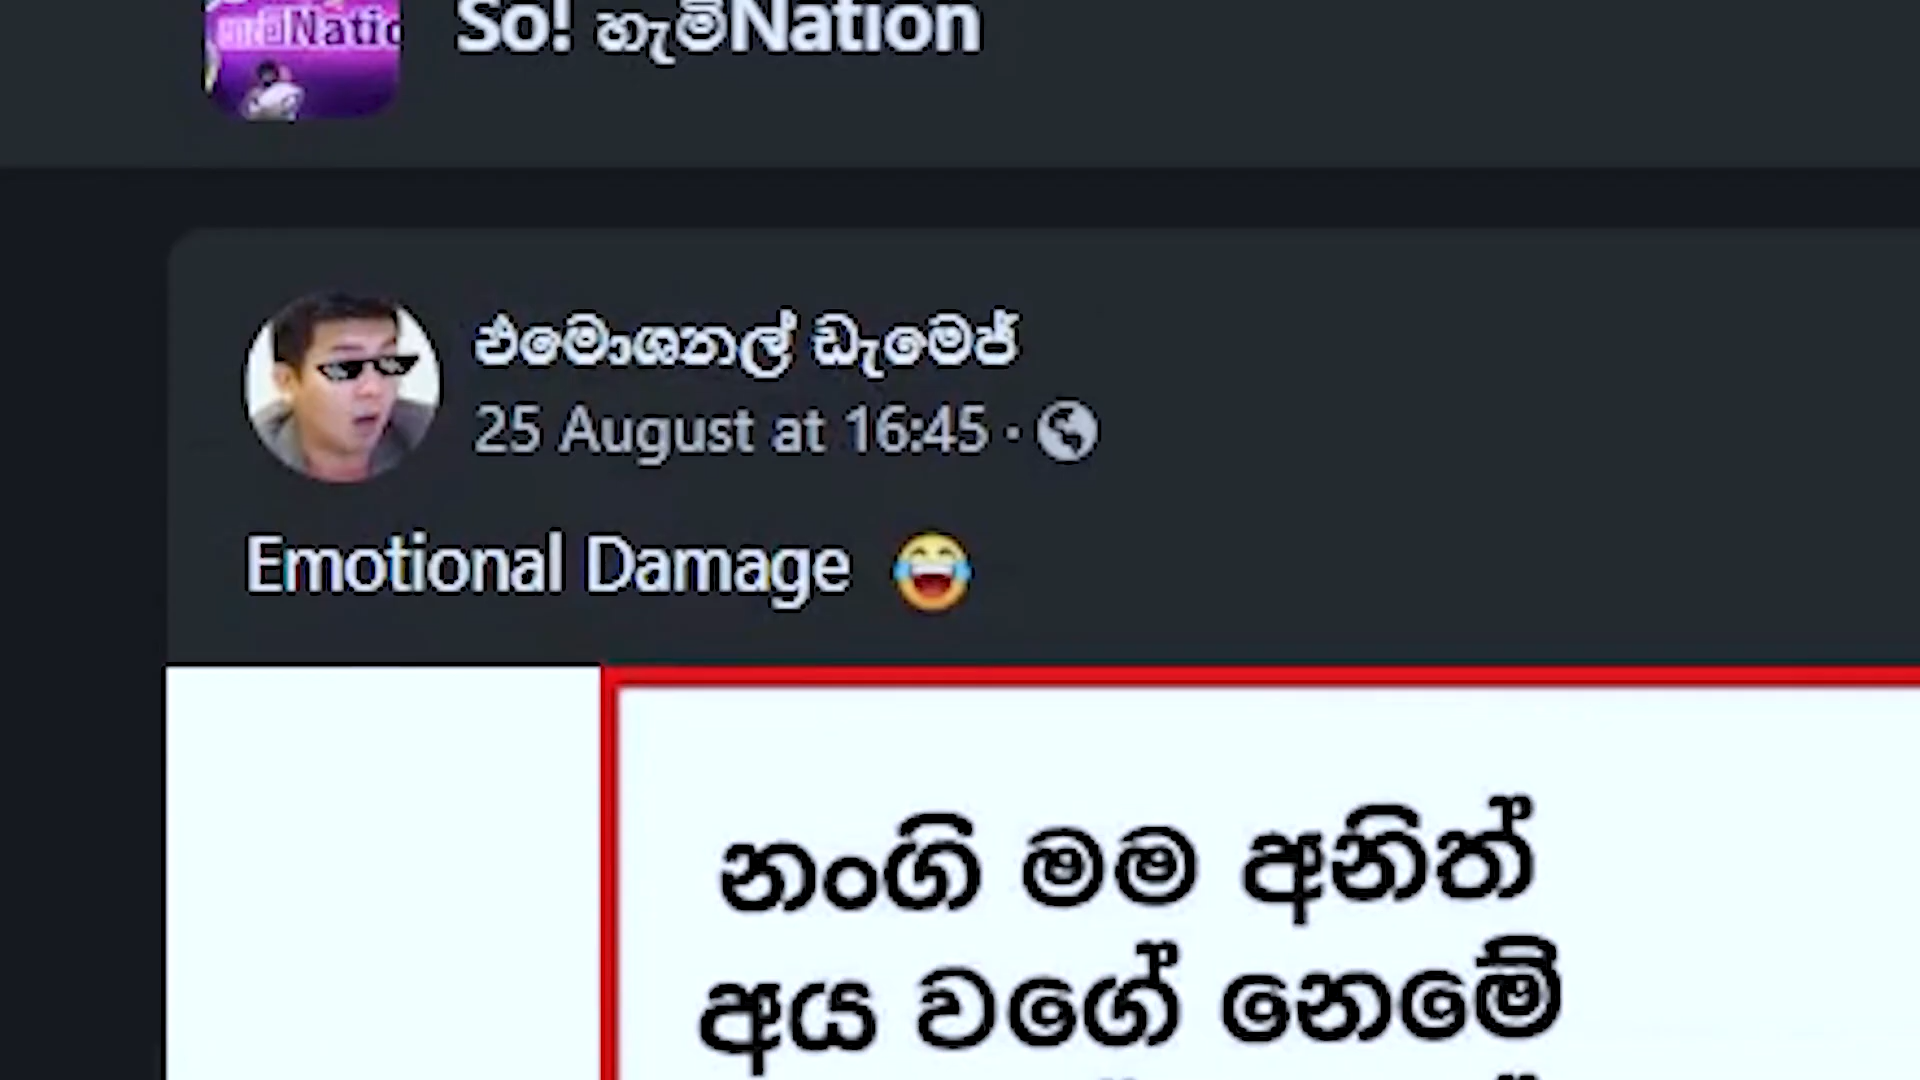 So! හැමිNation
එමොශනල් ඩැමෙජ්
25 August at 16:45 ·
Emotional Damage 😂
නංගි මම අනිත්
අය වගේ නෙමේ